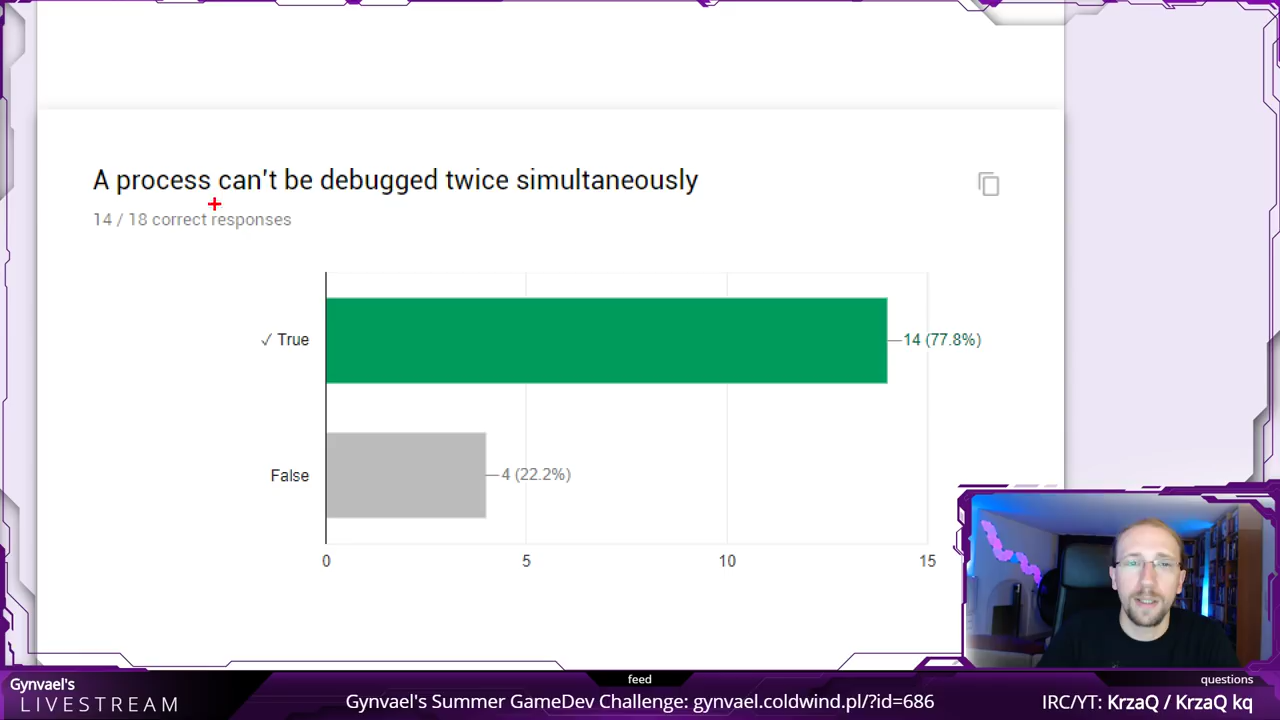 A process can't be debugged twice simultaneously
14 / 18 correct responses
✓ True
14 (77.8%)
False
4 (22.2%)
0 5 10 15
Gynvael's
LIVESTREAM
feed
Gynvael's Summer GameDev Challenge: gynvael.coldwind.pl/?id=686
questions
IRC/YT: KrzaQ / KrzaQ kq